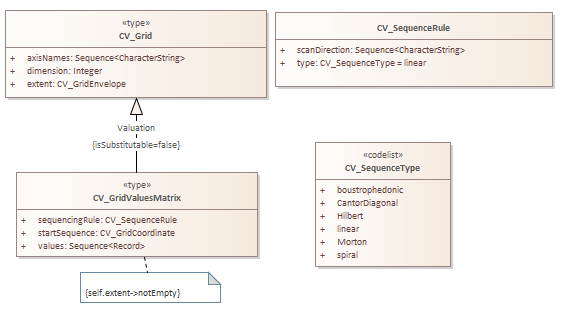 «type»
CV_Grid
+ axisNames: Sequence<CharacterString>
+ dimension: Integer
+ extent: CV_GridEnvelope
CV_SequenceRule
+ scanDirection: Sequence<CharacterString>
+ type: CV_SequenceType = linear
Valuation
{isSubstitutable=false}
«type»
CV_GridValuesMatrix
+ sequencingRule: CV_SequenceRule
+ startSequence: CV_GridCoordinate
+ values: Sequence<Record>
{self.extent->notEmpty}
«codelist»
CV_SequenceType
+ boustrophedonic
+ CantorDiagonal
+ Hilbert
+ linear
+ Morton
+ spiral